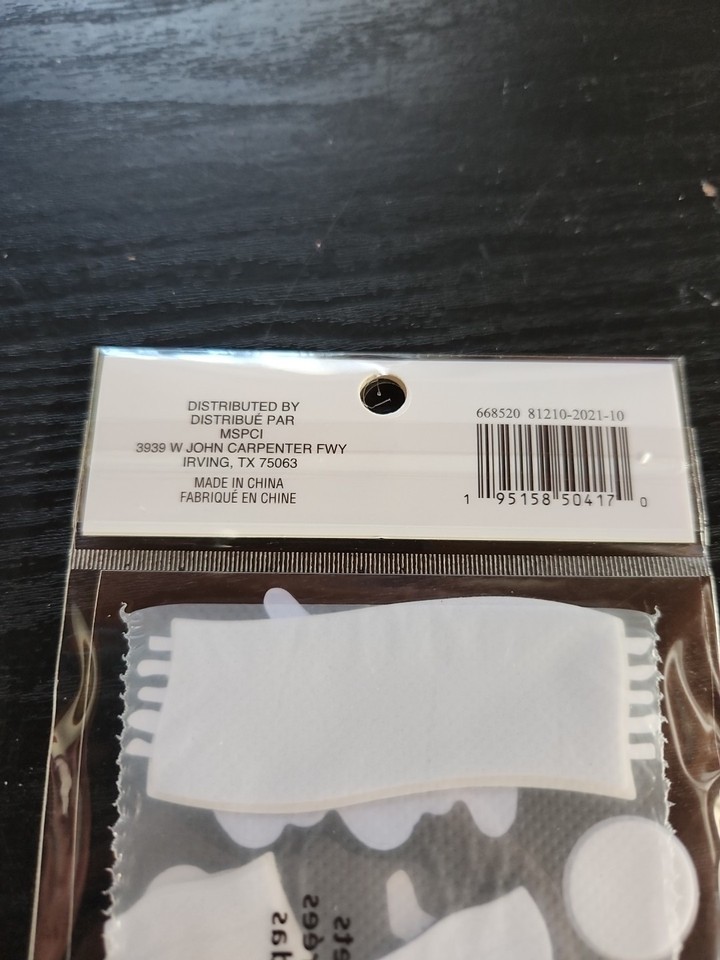 DISTRIBUTED BY
DISTRIBUÉ PAR
MSPCI
3939 W JOHN CARPENTER FWY
IRVING, TX 75063
MADE IN CHINA
FABRIQUÉ EN CHINE
668520 81210-2021-10
1 95158 50417 0